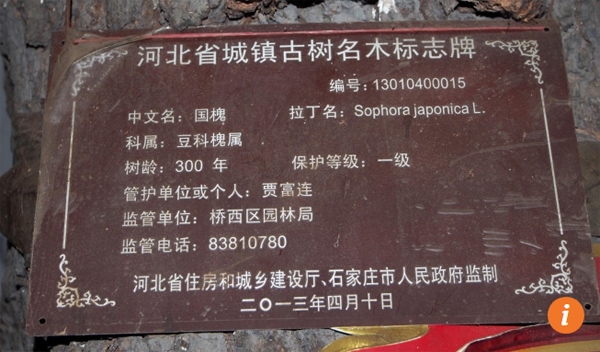 河北省城镇古树名木标志牌
编号：13010400015
中文名：国槐 拉丁名：Sophora japonica L.
科属：豆科槐属
树龄：300 年 保护等级：一级
管护单位或个人：贾富连
监管单位：桥西区园林局
监管电话：83810780
河北省住房和城乡建设厅、石家庄市人民政府监制
二〇一三年四月十日
i